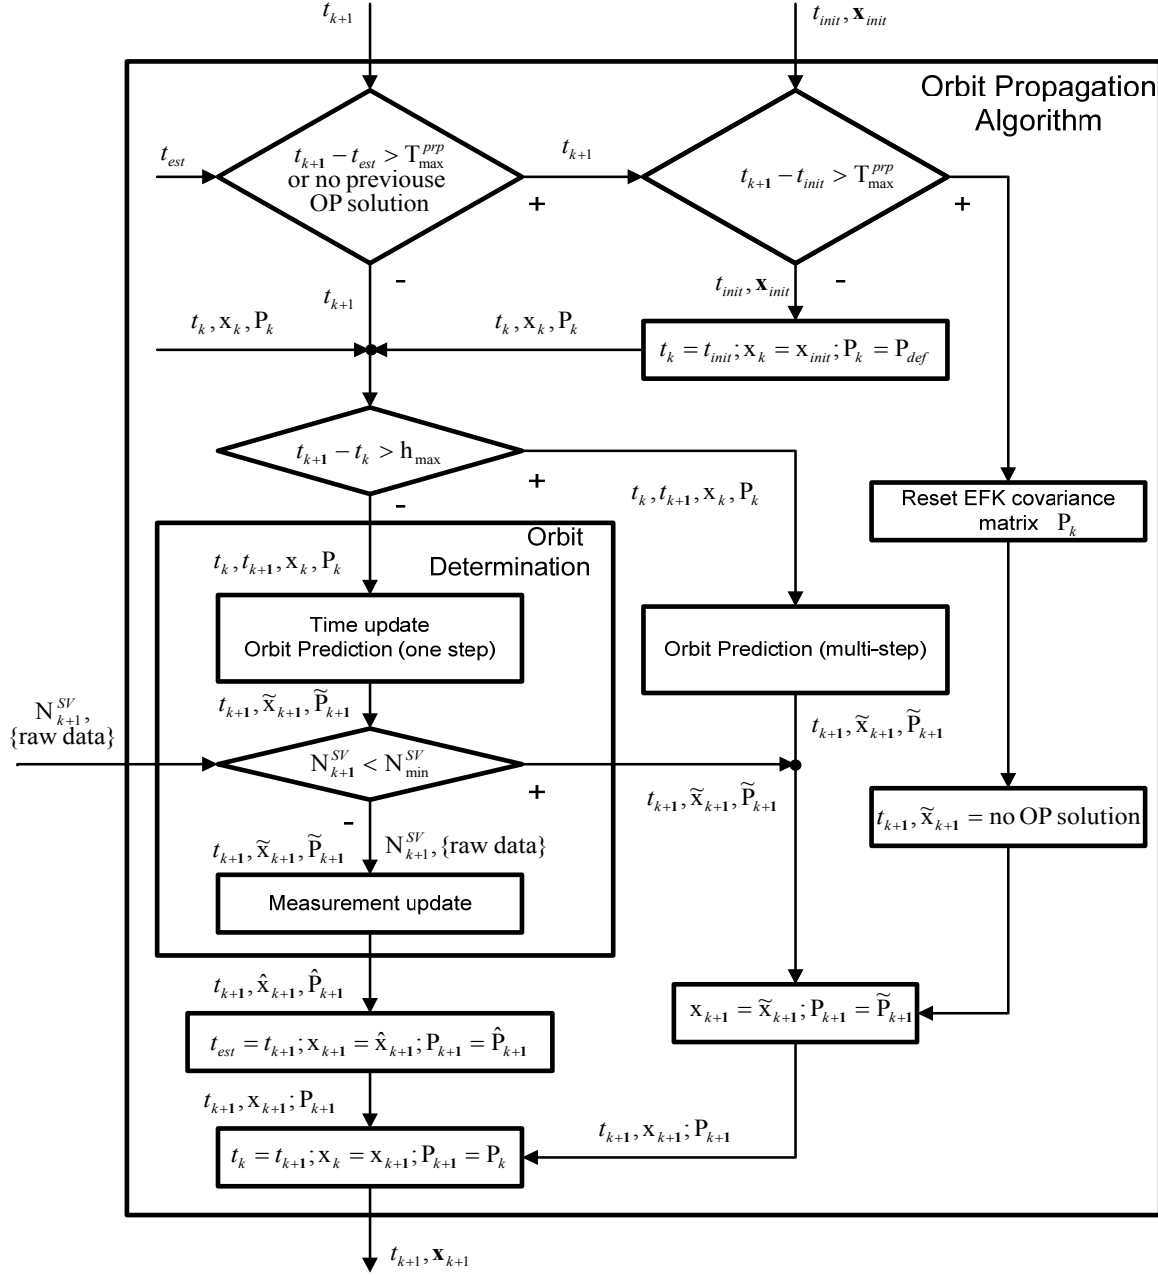 t_{k+1}
t_{init}, x_{init}
Orbit Propagation
Algorithm
t_{est}
t_{k+1} − t_{est} > T_{max}^{prp}
or no previouse
OP solution
t_{k+1}
+
t_{k+1} − t_{init} > T_{max}^{prp}
+
-
t_{k+1}
t_{init}, x_{init}
-
t_k, x_k, P_k
t_k, x_k, P_k
t_k = t_{init}; x_k = x_{init}; P_k = P_{def}
t_{k+1} − t_k > h_{max}
+
-
t_k, t_{k+1}, x_k, P_k
Reset EFK covariance
matrix P_k
Orbit
Determination
t_k, t_{k+1}, x_k, P_k
Time update
Orbit Prediction (one step)
Orbit Prediction (multi-step)
t_{k+1}, x̃_{k+1}, P̃_{k+1}
t_{k+1}, x̃_{k+1}, P̃_{k+1}
N_{k+1}^{SV},
{raw data}
N_{k+1}^{SV} < N_{min}^{SV}
+
t_{k+1}, x̃_{k+1}, P̃_{k+1}
-
t_{k+1}, x̃_{k+1} = no OP solution
t_{k+1}, x̃_{k+1}, P̃_{k+1}
N_{k+1}^{SV}, {raw data}
Measurement update
t_{k+1}, x̂_{k+1}, P̂_{k+1}
x_{k+1} = x̃_{k+1}; P_{k+1} = P̃_{k+1}
t_{est} = t_{k+1}; x_{k+1} = x̂_{k+1}; P_{k+1} = P̂_{k+1}
t_{k+1}, x_{k+1}; P_{k+1}
t_{k+1}, x_{k+1}; P_{k+1}
t_k = t_{k+1}; x_k = x_{k+1}; P_{k+1} = P_k
t_{k+1}, x_{k+1}